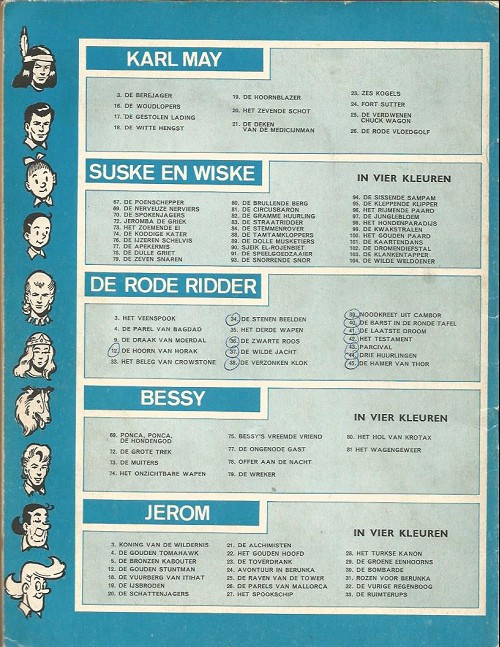 KARL MAY
3. DE BEREJAGER
16. DE WOUDLOPERS
17. DE GESTOLEN LADING
18. DE WITTE HENGST
19. DE HOORNBLAZER
20. HET ZEVENDE SCHOT
21. DE DEKEN
VAN DE MEDICIJNMAN
23. ZES KOGELS
24. FORT SUTTER
25. DE VERDWENEN
CHUCK WAGON
26. DE RODE VLOEDGOLF
SUSKE EN WISKE
IN VIER KLEUREN
67. DE POENSCHEPPER
69. DE NERVEUZE NERVIERS
70. DE SPOKENJAGERS
72. JEROMBA DE GRIEK
73. HET ZOEMENDE EI
74. DE KODDIGE KATER
76. DE IJZEREN SCHELVIS
77. DE APEKERMIS
78. DE DULLE GRIET
79. DE ZEVEN SNAREN
80. DE BRULLENDE BERG
81. DE CIRCUSBARON
82. DE GRAMME HUURLING
83. DE STRAATRIDDER
84. DE STEMMENROVER
88. DE TAMTAMKLOPPERS
89. DE DOLLE MUSKETIERS
90. SJEIK EL-ROJENBIET
91. DE SPEELGOEDZAAIER
93. DE SNORRENDE SNOR
94. DE SISSENDE SAMPAM
95. DE KLEPPENDE KLIPPER
96. HET RIJMENDE PAARD
97. DE JUNGLEBLOEM
98. HET HONDENPARADIJS
99. DE KWAKSTRALEN
100. HET GOUDEN PAARD
101. DE KAARTENDANS
102. DE DROMENDIEFSTAL
103. DE KLANKENTAPPER
104. DE WILDE WELDOENER
DE RODE RIDDER
3. HET VEENSPOOK
4. DE PAREL VAN BAGDAD
9. DE DRAAK VAN MOERDAL
12. DE HOORN VAN HORAK
33. HET BELEG VAN CROWSTONE
34. DE STENEN BEELDEN
35. HET DERDE WAPEN
36. DE ZWARTE ROOS
37. DE WILDE JACHT
38. DE VERZONKEN KLOK
39. NOODKREET UIT CAMBOR
40. DE BARST IN DE RONDE TAFEL
41. DE LAATSTE DROOM
42. HET TESTAMENT
43. PARCIVAL
44. DRIE HUURLINGEN
45. DE HAMER VAN THOR
BESSY
IN VIER KLEUREN
69. PONCA, PONCA,
DE HONDENGOD
72. DE GROTE TREK
73. DE MUITERS
74. HET ONZICHTBARE WAPEN
75. BESSY'S VREEMDE VRIEND
77. DE ONGENODE GAST
78. OFFER AAN DE NACHT
79. DE WREKER
80. HET HOL VAN KROTAX
81 HET WAGENGEWEER
JEROM
IN VIER KLEUREN
3. KONING VAN DE WILDERNIS
4. DE GOUDEN TOMAHAWK
5. DE BRONZEN KABOUTER
12. DE GOUDEN STUNTMAN
18. DE VUURBERG VAN ITIHAT
19. DE IJSBRODEN
20. DE SCHATTENJAGERS
21. DE ALCHIMISTEN
22. HET GOUDEN HOOFD
23. DE TOVERDRANK
24. AVONTUUR IN BERUNKA
25. DE RAVEN VAN DE TOWER
26. DE PARELS VAN MALLORCA
27. HET SPOOKSCHIP
28. HET TURKSE KANON
29. DE GROENE EENHOORNS
30. DE BOMBARDE
31. ROZEN VOOR BERUNKA
32. DE VURIGE REGENBOOG
33. DE RUIMTERUPS